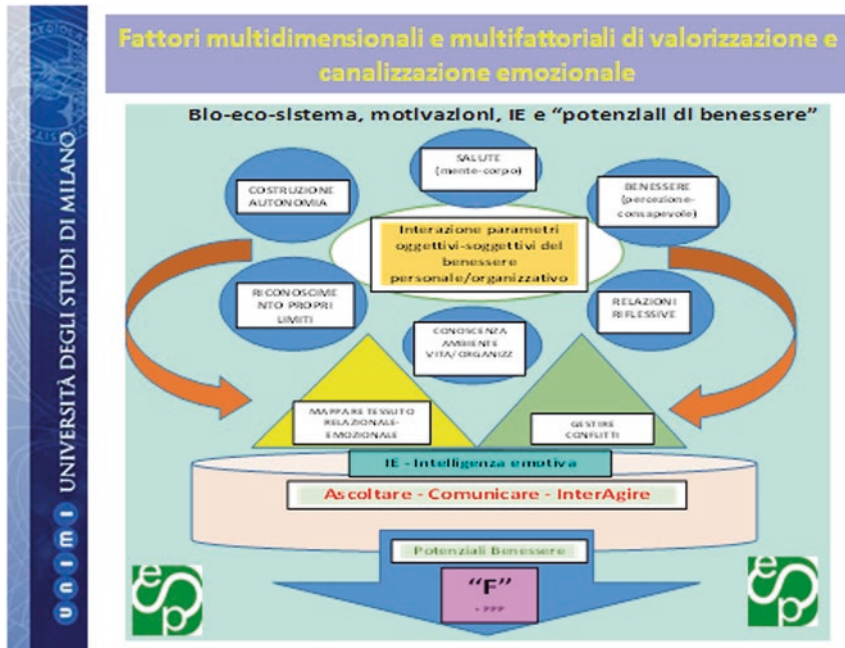 Fattori multidimensionali e multifattoriali di valorizzazione e
canalizzazione emozionale
UNIVERSITÀ DEGLI STUDI DI MILANO
unimi
Bio-eco-sistema, motivazioni, IE e “potenziali di benessere”
SALUTE
(mente-corpo)
COSTRUZIONE
AUTONOMIA
BENESSERE
(percezione-
consapevole)
Interazione parametri
oggettivi-soggettivi del
benessere
personale/organizzativo
RICONOSCIME
NTO PROPRI
LIMITI
RELAZIONI
RIFLESSIVE
CONOSCENZA
AMBIENTE
VITA/ORGANIZZ
MAPPARE TESSUTO
RELAZIONALE-
EMOZIONALE
GESTIRE
CONFLITTI
IE - Intelligenza emotiva
Ascoltare - Comunicare - InterAgire
Potenziali Benessere
“F”
+ PPP
esp
esp